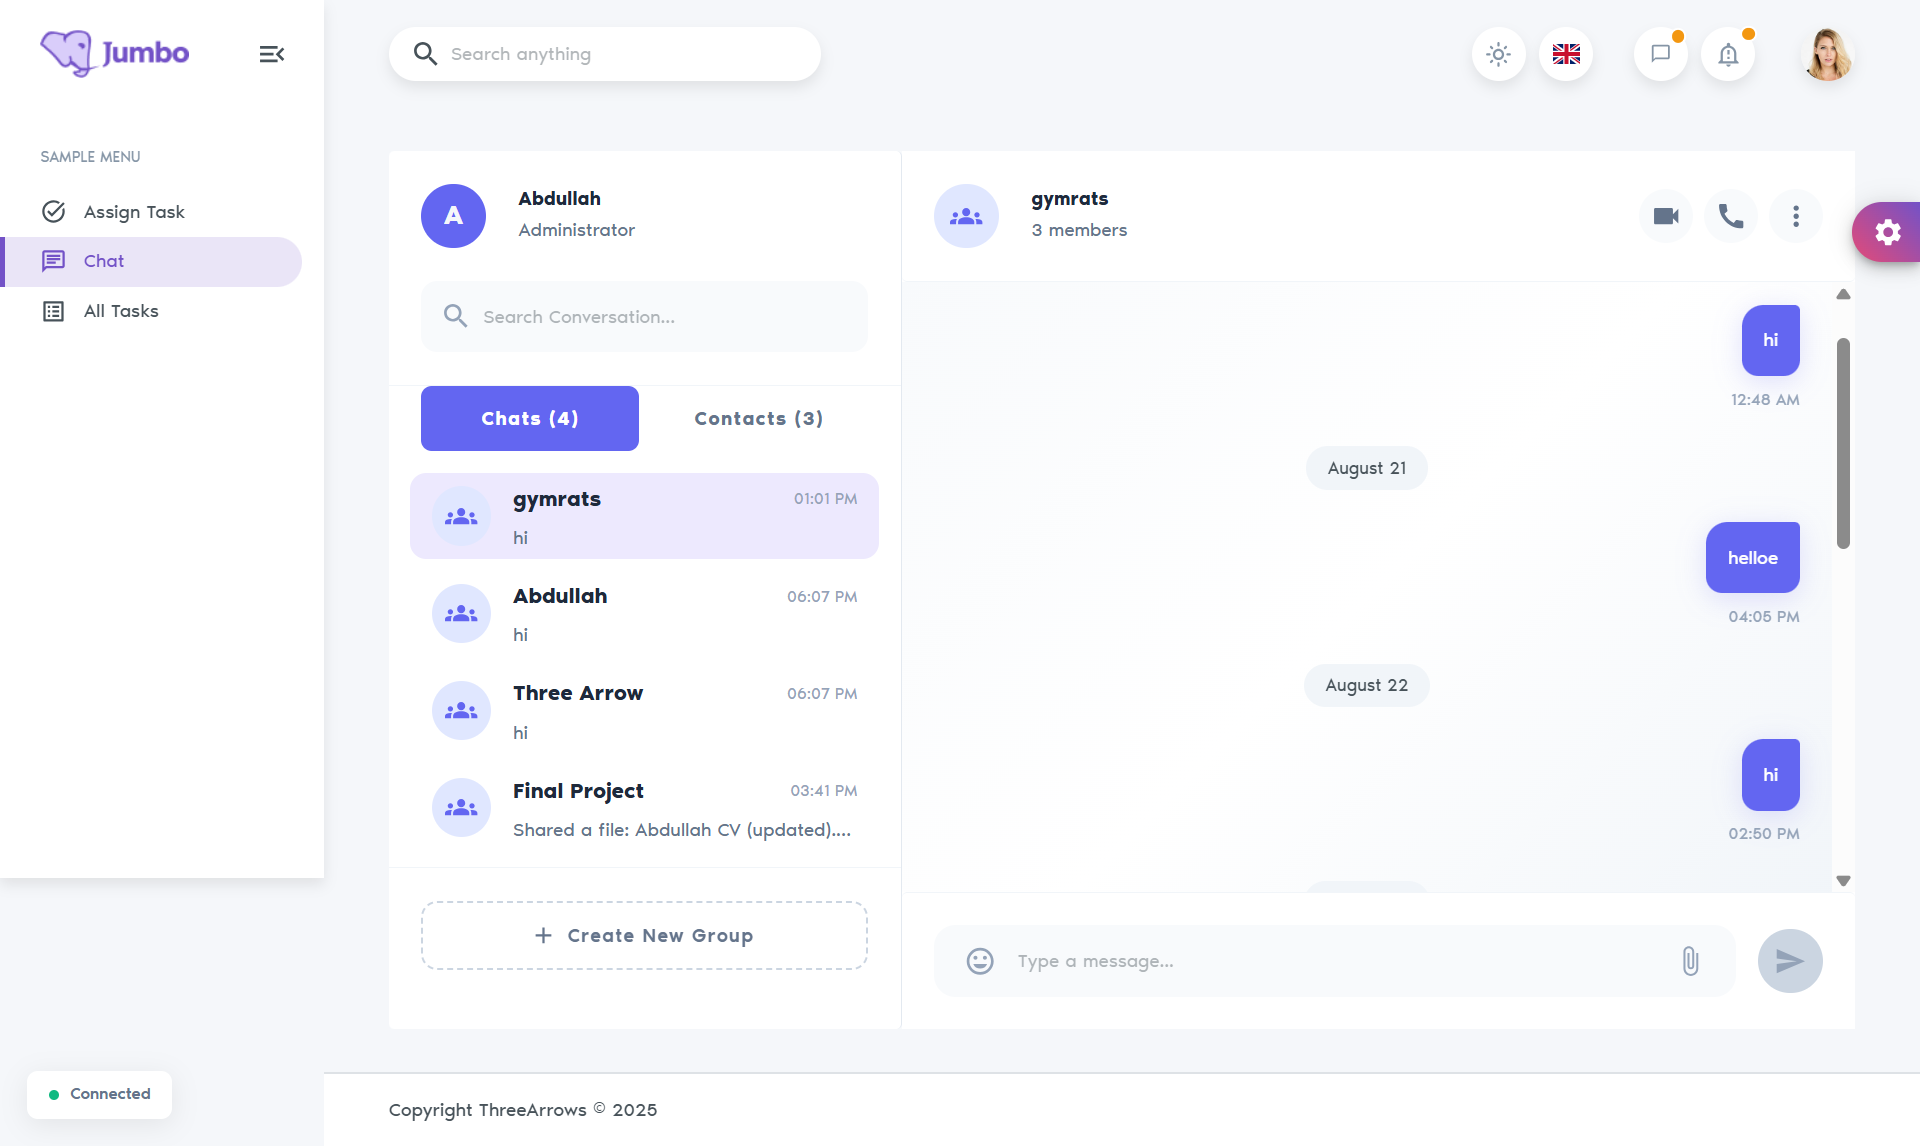 Jumbo
Search anything
SAMPLE MENU
Assign Task
Chat
All Tasks
A
Abdullah
Administrator
Search Conversation...
Chats (4)
Contacts (3)
gymrats
01:01 PM
hi
Abdullah
06:07 PM
hi
Three Arrow
06:07 PM
hi
Final Project
03:41 PM
Shared a file: Abdullah CV (updated)....
Create New Group
gymrats
3 members
hi
12:48 AM
August 21
helloe
04:05 PM
August 22
hi
02:50 PM
Type a message...
Connected
Copyright ThreeArrows © 2025